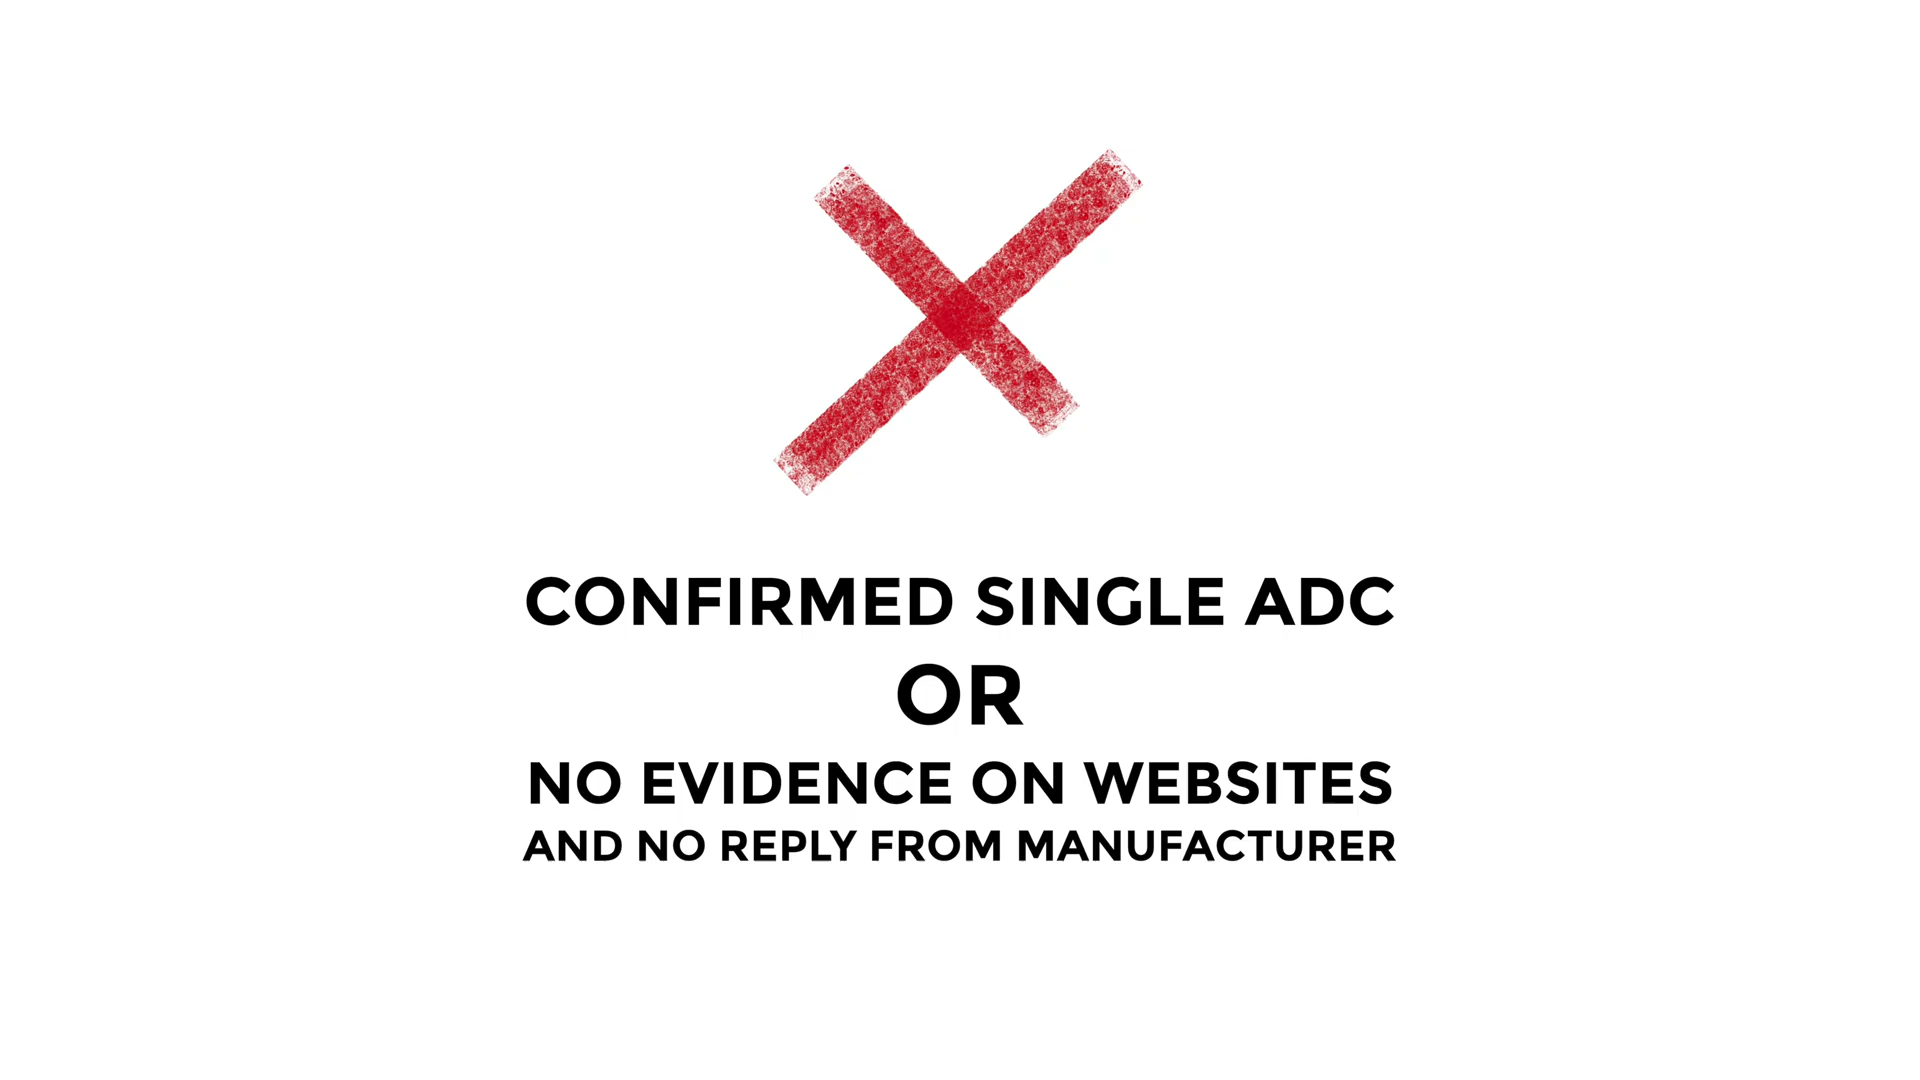 CONFIRMED SINGLE ADC
OR
NO EVIDENCE ON WEBSITES
AND NO REPLY FROM MANUFACTURER